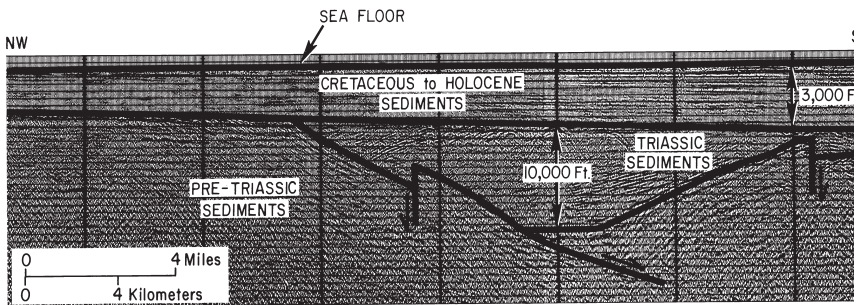 SEA FLOOR
NW
S
CRETACEOUS to HOLOCENE
SEDIMENTS
3,000 F
TRIASSIC
SEDIMENTS
10,000 Ft.
PRE-TRIASSIC
SEDIMENTS
0 4 Miles
0 4 Kilometers